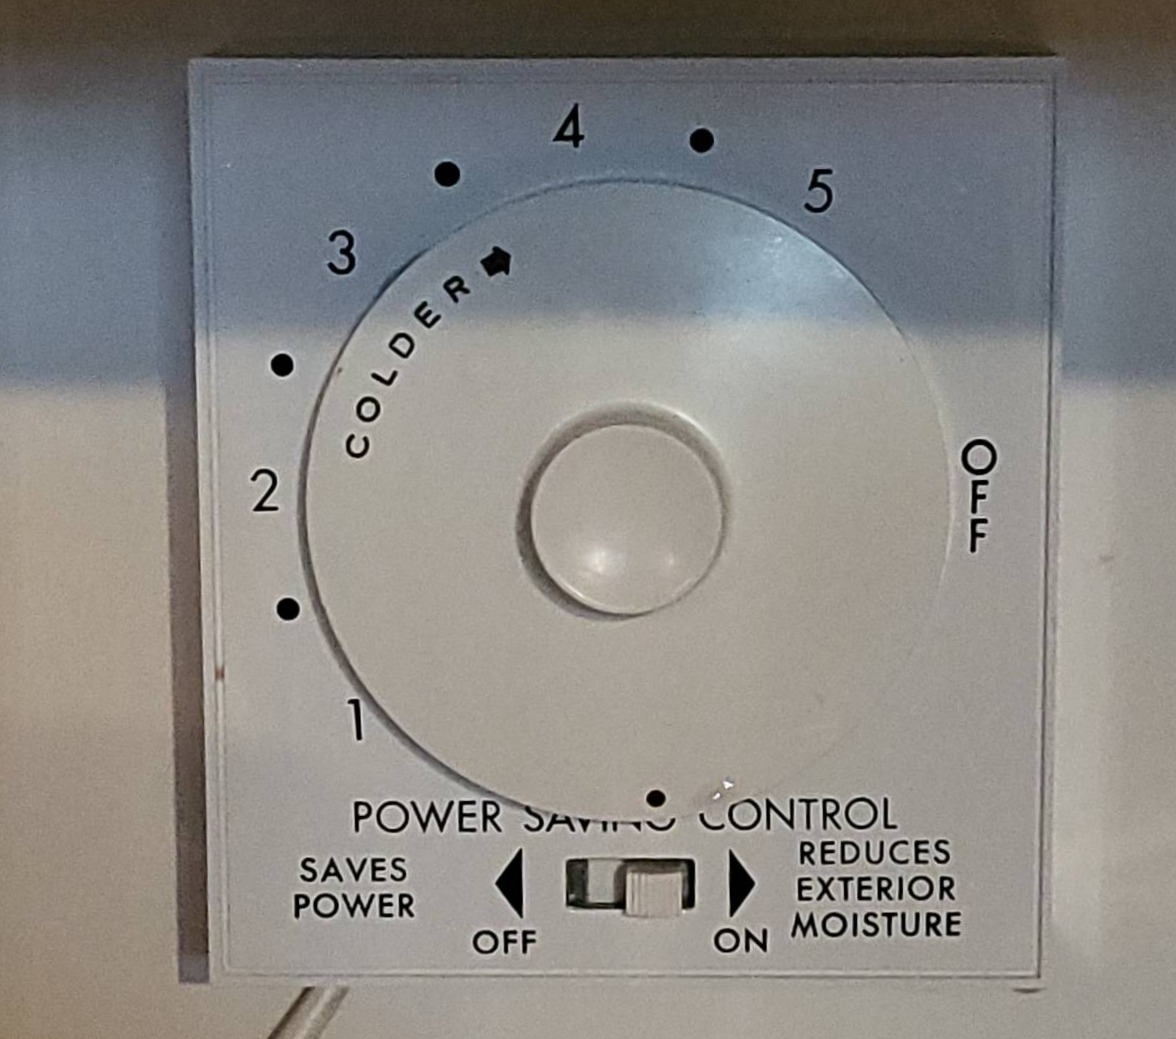 4
5
3
COLDER
2
OFF
1
POWER SAVING CONTROL
SAVES
POWER
OFF
ON
REDUCES
EXTERIOR
MOISTURE